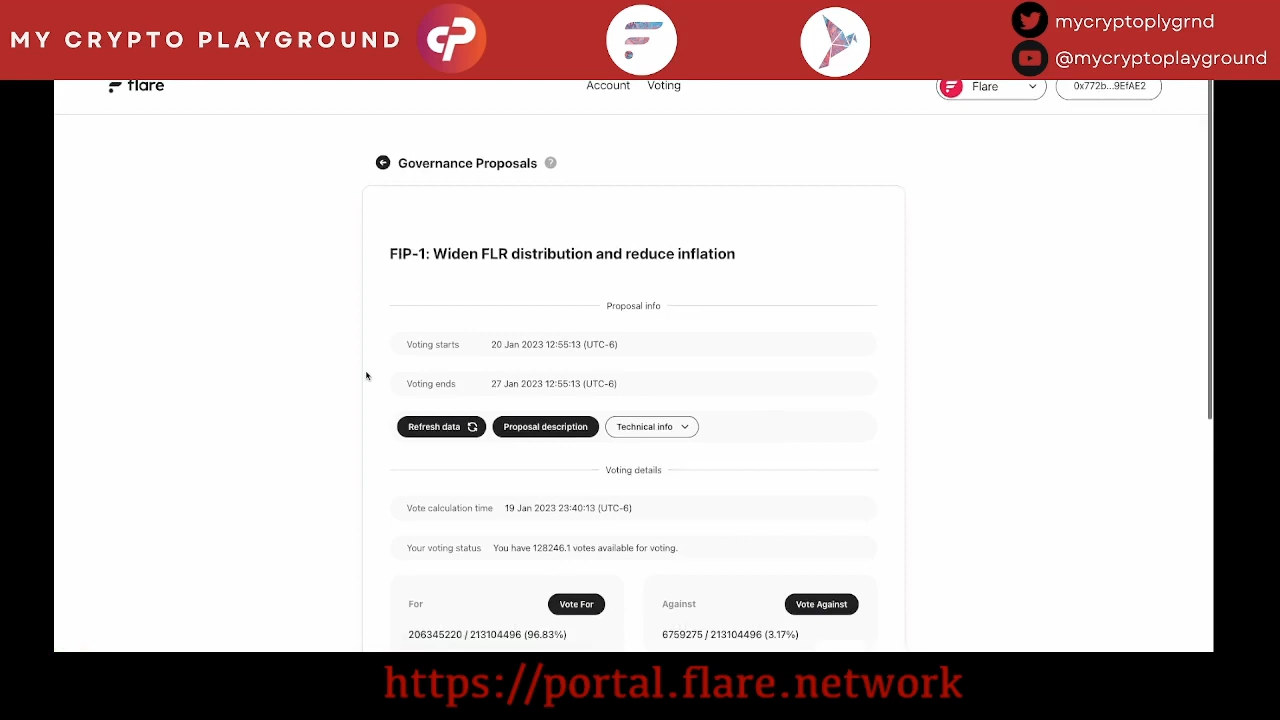 MY CRYPTO PLAYGROUND
mycryptoplygrnd
@mycryptoplayground
flare
Account
Voting
Flare
0x772b...9EfAE2
Governance Proposals ?
FIP-1: Widen FLR distribution and reduce inflation
Proposal info
Voting starts 20 Jan 2023 12:55:13 (UTC-6)
Voting ends 27 Jan 2023 12:55:13 (UTC-6)
Refresh data
Proposal description
Technical info
Voting details
Vote calculation time 19 Jan 2023 23:40:13 (UTC-6)
Your voting status You have 128246.1 votes available for voting.
For
Vote For
206345220 / 213104496 (96.83%)
Against
Vote Against
6759275 / 213104496 (3.17%)
https://portal.flare.network